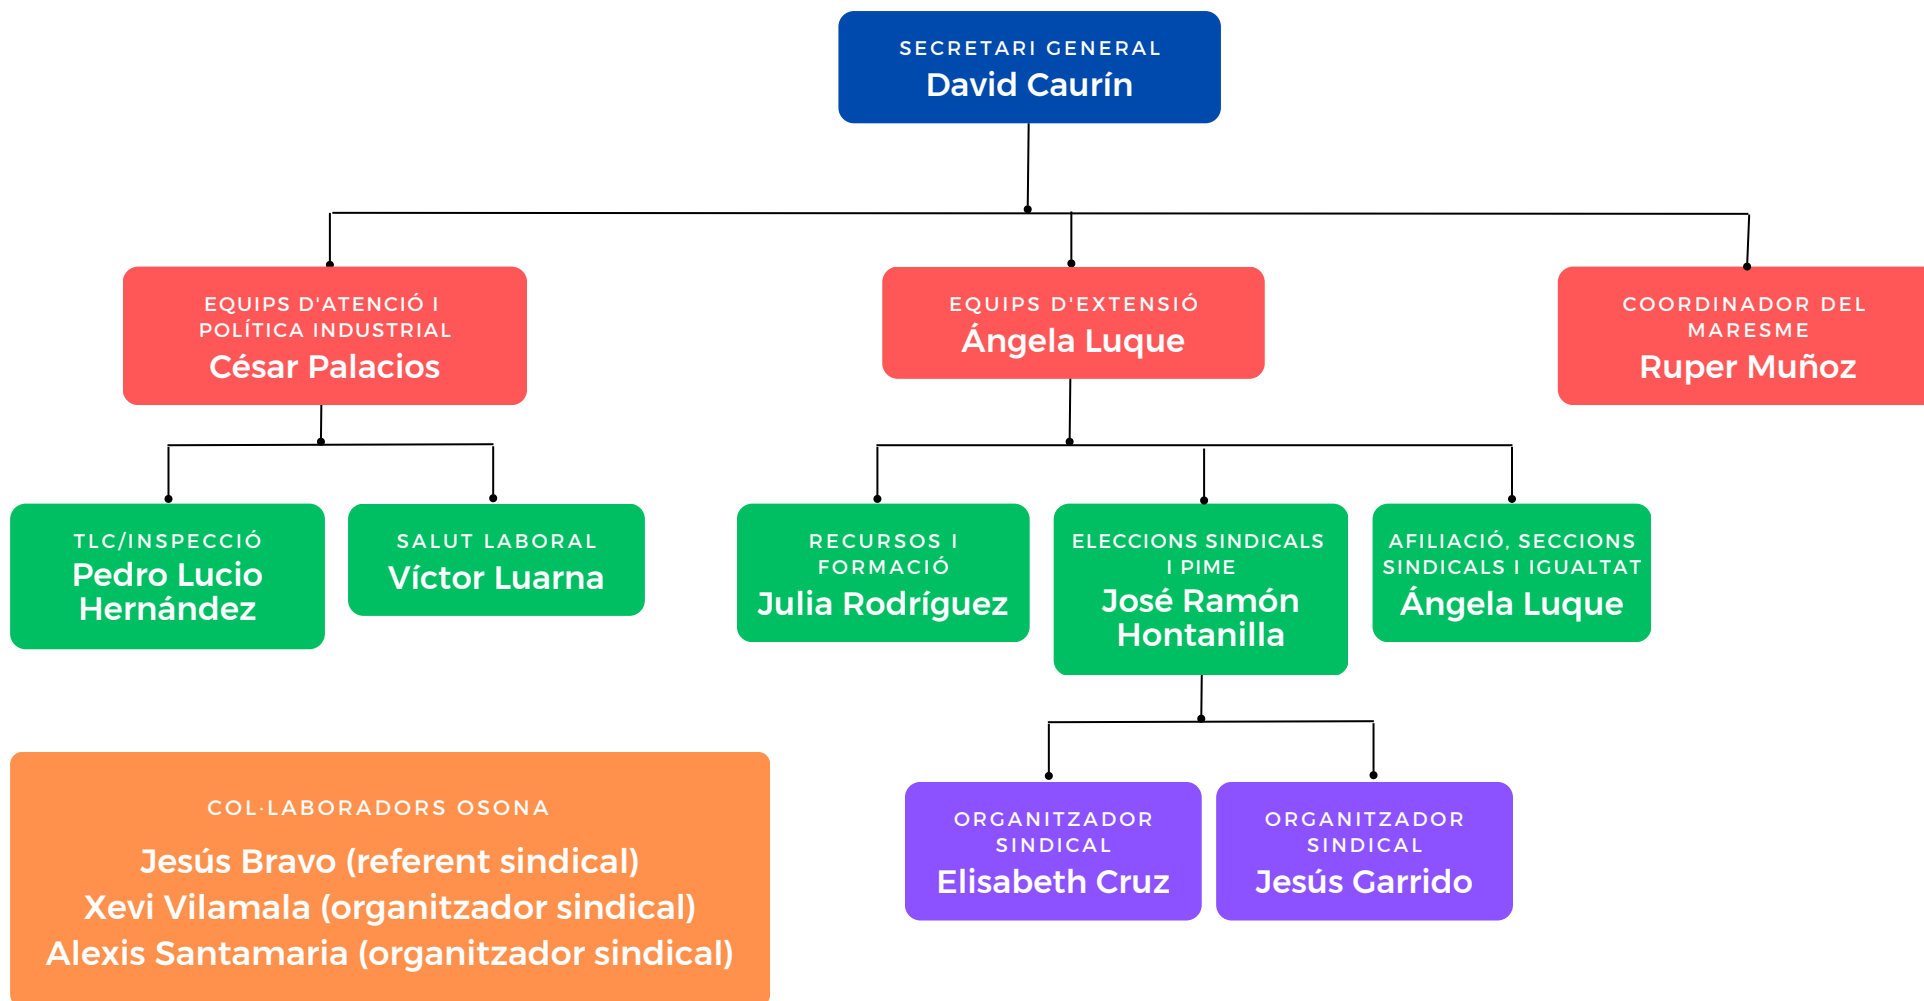 SECRETARI GENERAL
David Caurín
EQUIPS D'ATENCIÓ I
POLÍTICA INDUSTRIAL
César Palacios
EQUIPS D'EXTENSIÓ
Ángela Luque
COORDINADOR DEL
MARESME
Ruper Muñoz
TLC/INSPECCIÓ
Pedro Lucio
Hernández
SALUT LABORAL
Víctor Luarna
RECURSOS I
FORMACIÓ
Julia Rodríguez
ELECCIONS SINDICALS
I PIME
José Ramón
Hontanilla
AFILIACIÓ, SECCIONS
SINDICALS I IGUALTAT
Ángela Luque
COL·LABORADORS OSONA
Jesús Bravo (referent sindical)
Xevi Vilamala (organitzador sindical)
Alexis Santamaria (organitzador sindical)
ORGANITZADOR
SINDICAL
Elisabeth Cruz
ORGANITZADOR
SINDICAL
Jesús Garrido